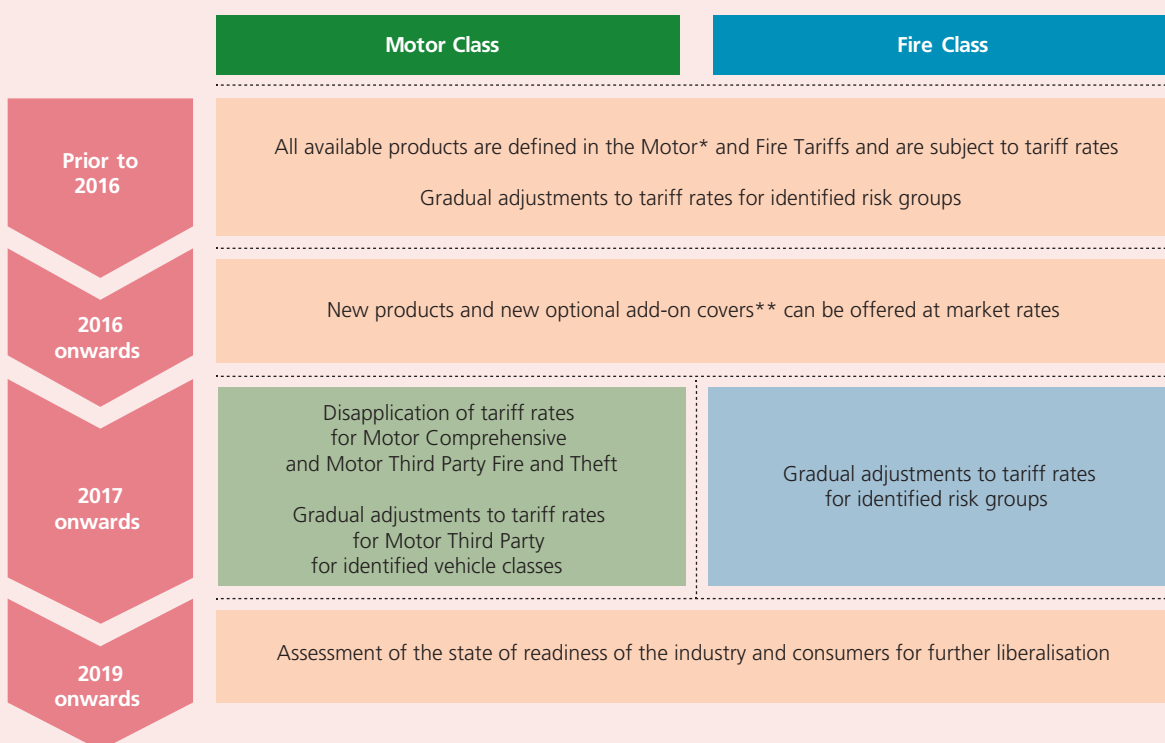 Motor Class
Fire Class
Prior to
2016
All available products are defined in the Motor* and Fire Tariffs and are subject to tariff rates
Gradual adjustments to tariff rates for identified risk groups
2016
onwards
New products and new optional add-on covers** can be offered at market rates
2017
onwards
Disapplication of tariff rates
for Motor Comprehensive
and Motor Third Party Fire and Theft
Gradual adjustments to tariff rates
for Motor Third Party
for identified vehicle classes
Gradual adjustments to tariff rates
for identified risk groups
2019
onwards
Assessment of the state of readiness of the industry and consumers for further liberalisation